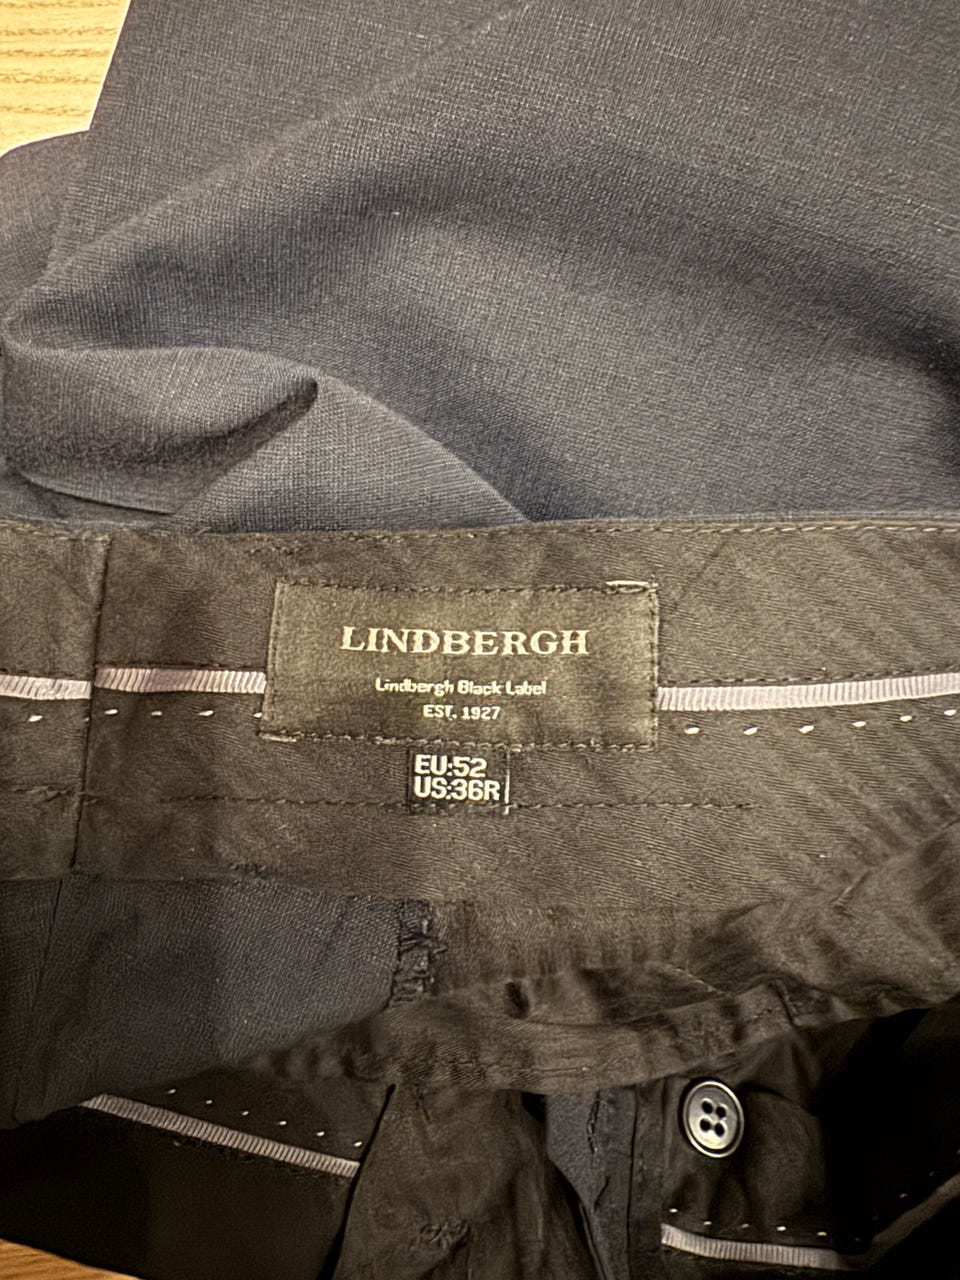 LINDBERGH
Lindbergh Black Label
EST. 1927
EU:52
US:36R